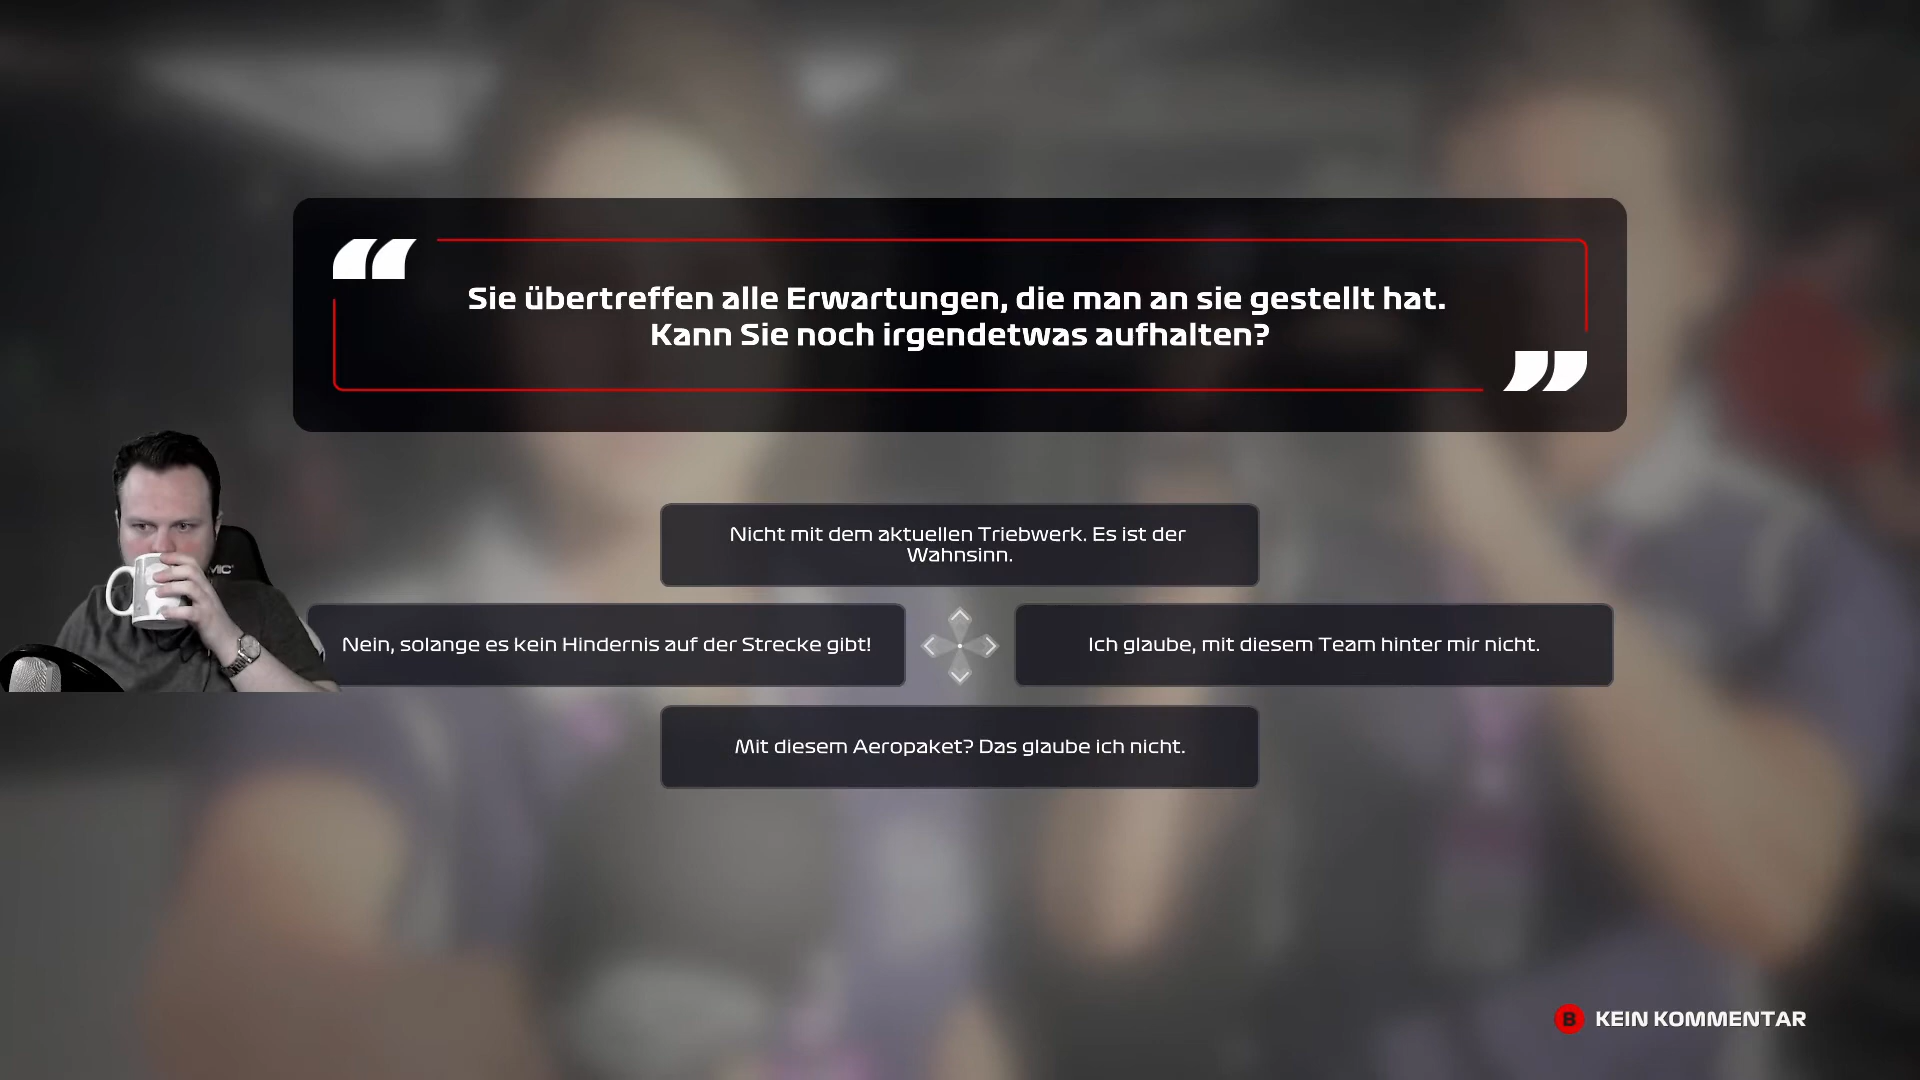 Sie übertreffen alle Erwartungen, die man an sie gestellt hat.
Kann Sie noch irgendetwas aufhalten?
Nicht mit dem aktuellen Triebwerk. Es ist der
Wahnsinn.
Nein, solange es kein Hindernis auf der Strecke gibt!
Ich glaube, mit diesem Team hinter mir nicht.
Mit diesem Aeropaket? Das glaube ich nicht.
B KEIN KOMMENTAR